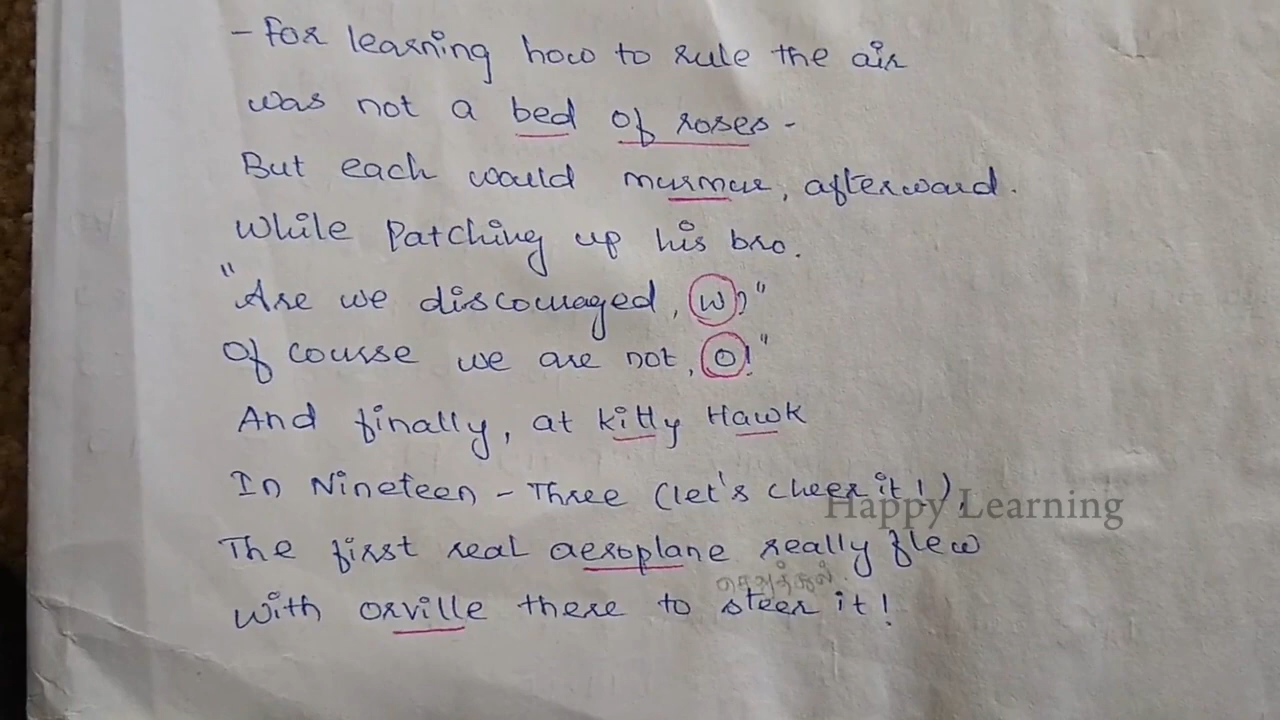 - For learning how to rule the air
was not a bed of roses -
But each would murmur, afterward.
While Patching up his bro.
"Are we discouraged, W?"
Of course we are not, O!"
And finally, at Kitty Hawk
In Nineteen - Three (let's cheer it!),
Happy Learning
The first real aeroplane really flew
செலுத்துதல்
With Orville there to steer it!